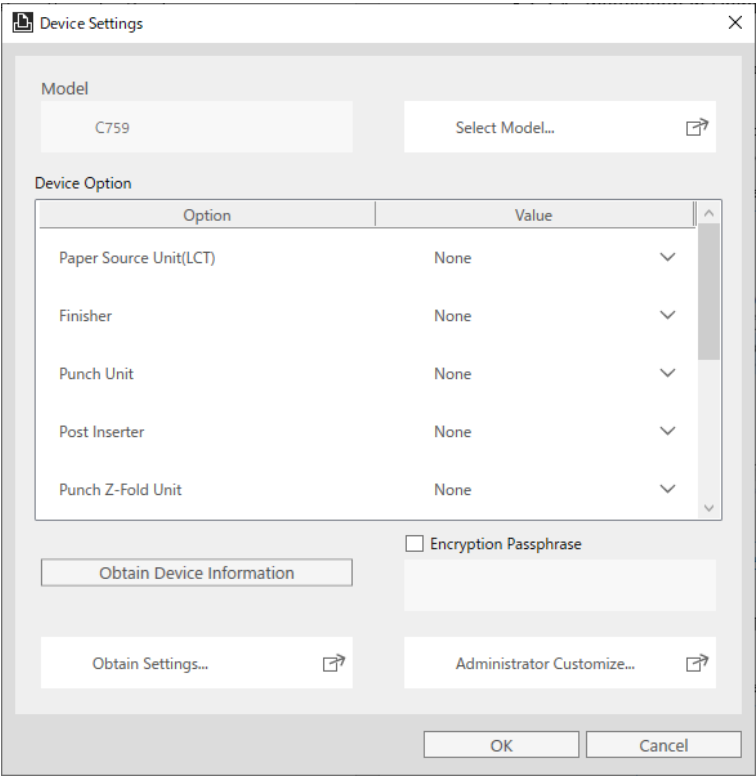 Device Settings
Model
C759
Select Model...
Device Option
Option Value
Paper Source Unit(LCT) None
Finisher None
Punch Unit None
Post Inserter None
Punch Z-Fold Unit None
Encryption Passphrase
Obtain Device Information
Obtain Settings...
Administrator Customize...
OK Cancel